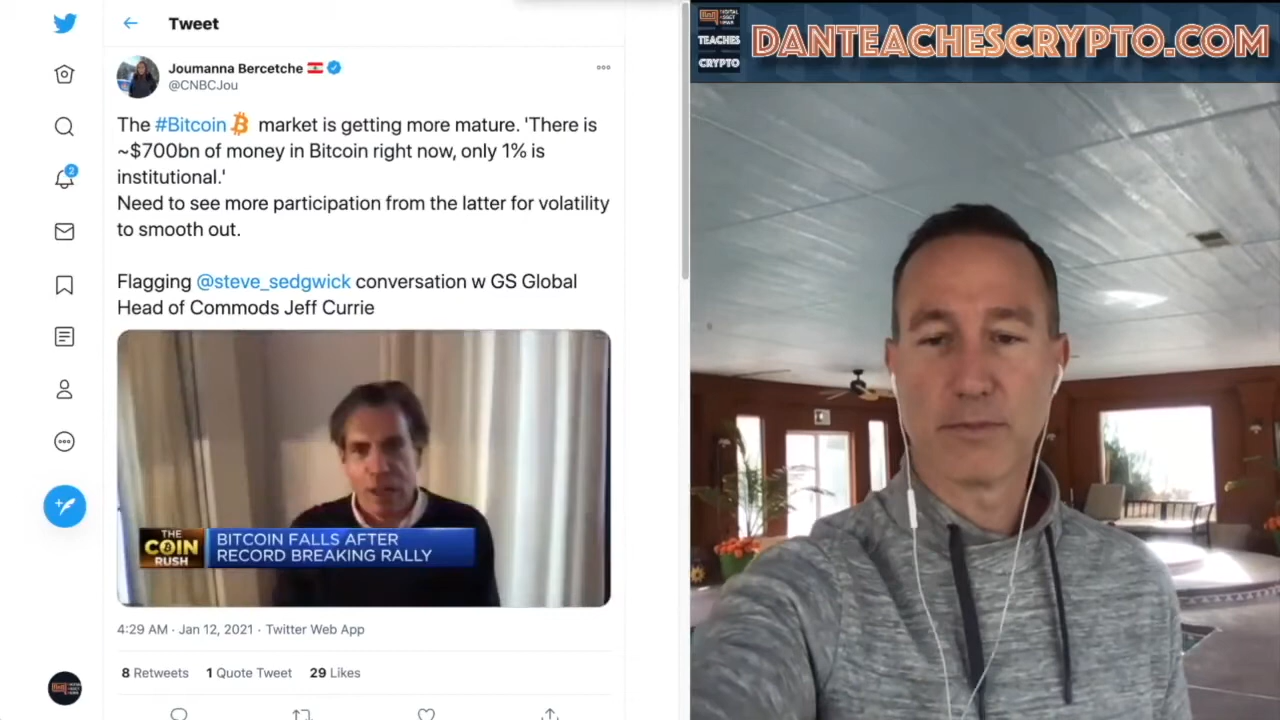 Tweet
Joumanna Bercetche
@CNBCJou
The #Bitcoin market is getting more mature. 'There is
~$700bn of money in Bitcoin right now, only 1% is
institutional.'
Need to see more participation from the latter for volatility
to smooth out.
Flagging @steve_sedgwick conversation w GS Global
Head of Commods Jeff Currie
THE
COIN
RUSH
BITCOIN FALLS AFTER
RECORD BREAKING RALLY
4:29 AM · Jan 12, 2021 · Twitter Web App
8 Retweets 1 Quote Tweet 29 Likes
2
DIGITAL
ASSET
NEWS
TEACHES
CRYPTO
DANTEACHESCRYPTO.COM